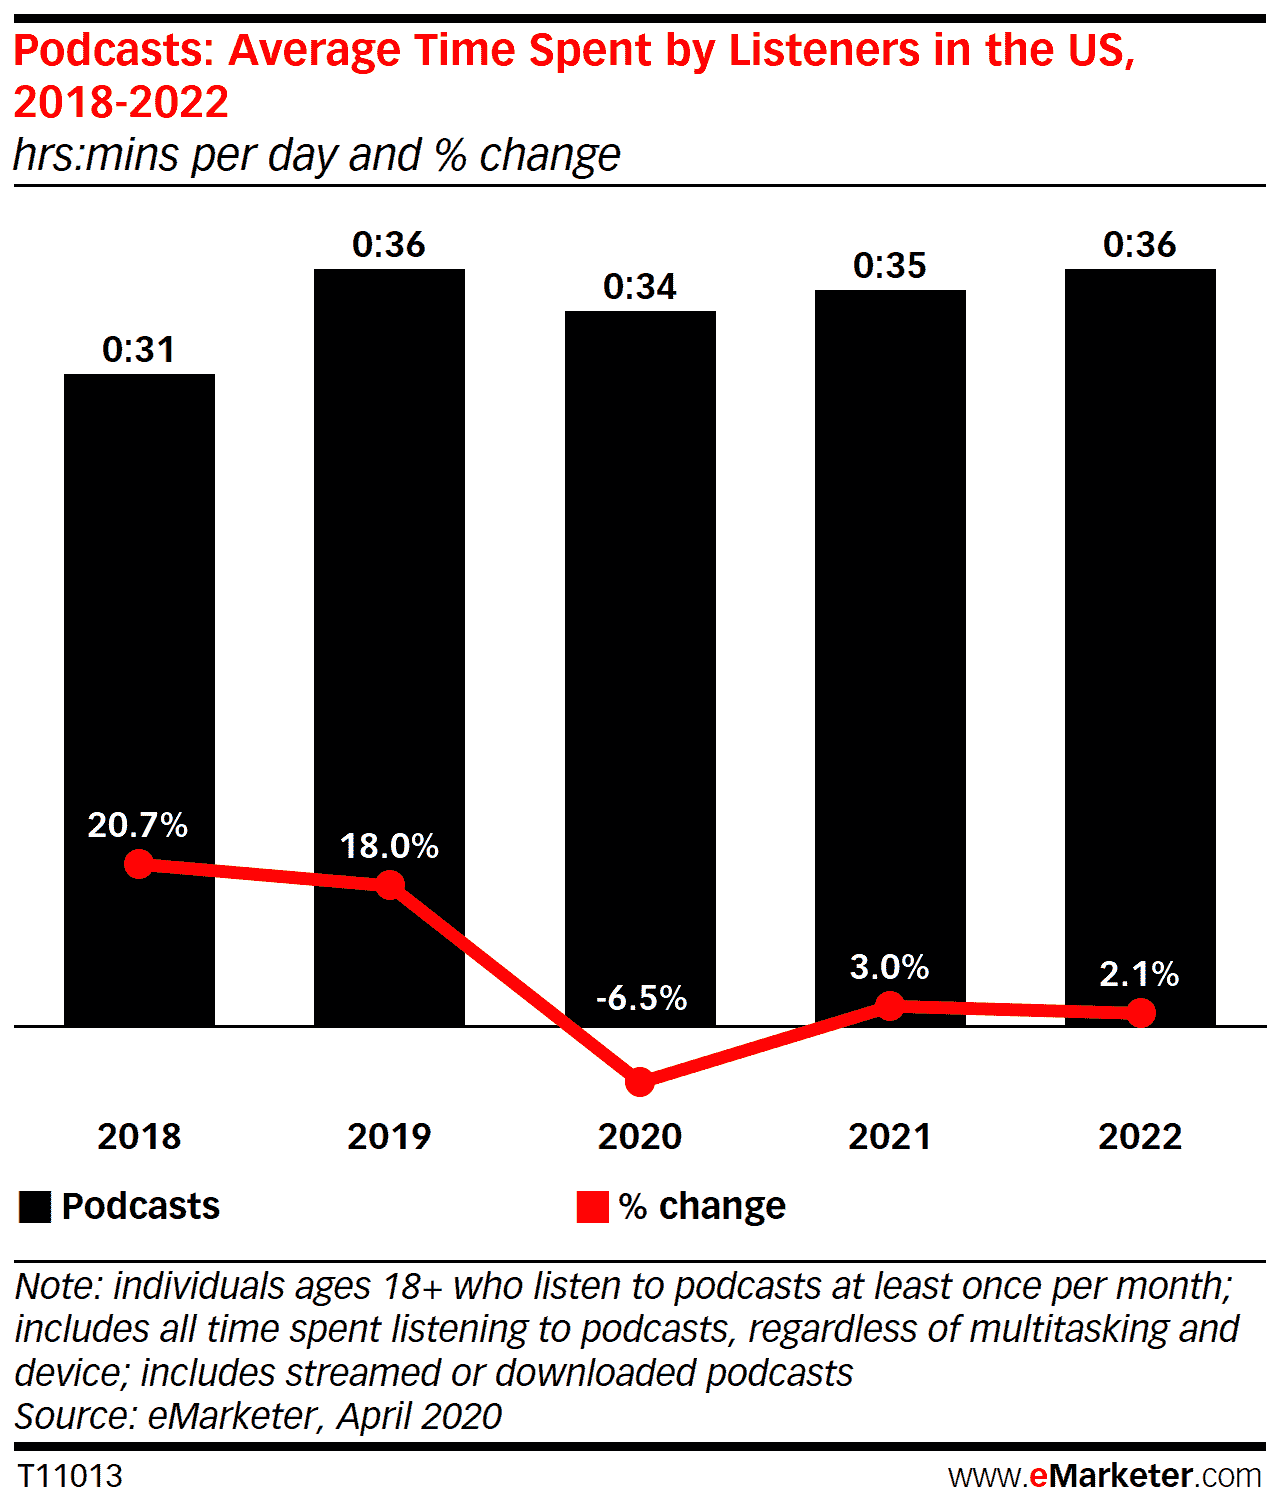 Podcasts: Average Time Spent by Listeners in the US,
2018-2022
hrs:mins per day and % change
0:31
0:36
0:34
0:35
0:36
20.7%
18.0%
-6.5%
3.0%
2.1%
2018
2019
2020
2021
2022
Podcasts
% change
Note: individuals ages 18+ who listen to podcasts at least once per month;
includes all time spent listening to podcasts, regardless of multitasking and
device; includes streamed or downloaded podcasts
Source: eMarketer, April 2020
T11013
www.eMarketer.com